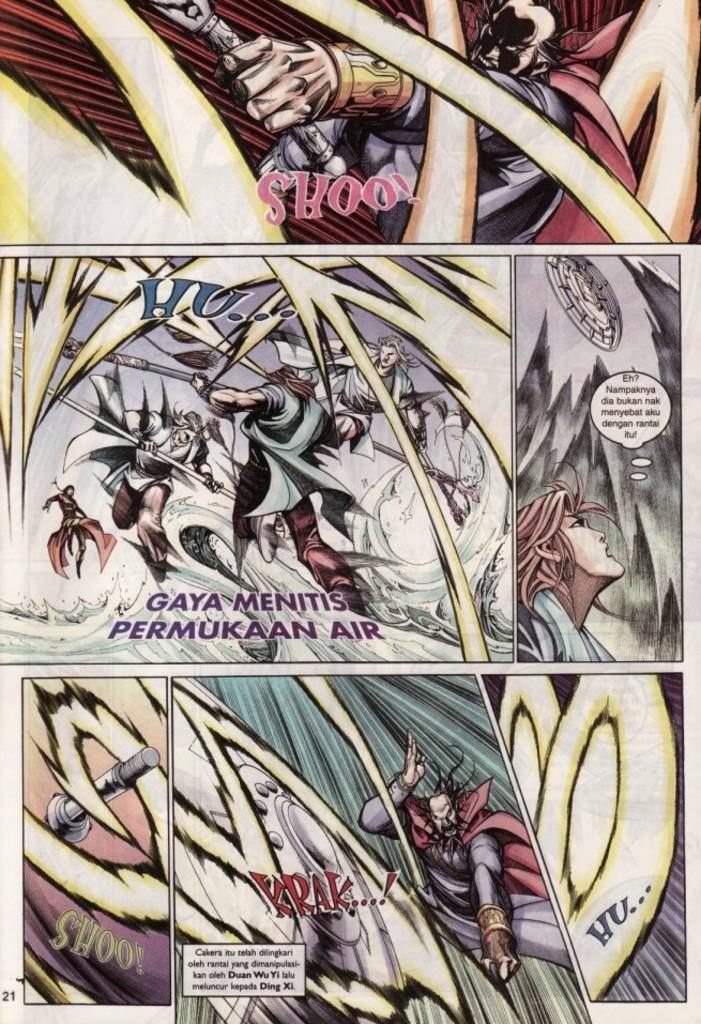 SHOO!
HU...
GAYA MENITIS
PERMUKAAN AIR
Eh?
Nampaknya
dia bukan nak
menyebat aku
dengan rantai
itu!
SHOO!
KRAK....!
Cakera itu telah dilingkari
oleh rantai yang dimanipulasi-
kan oleh Duan Wu Yi lalu
meluncur kepada Ding Xi.
HU...
21